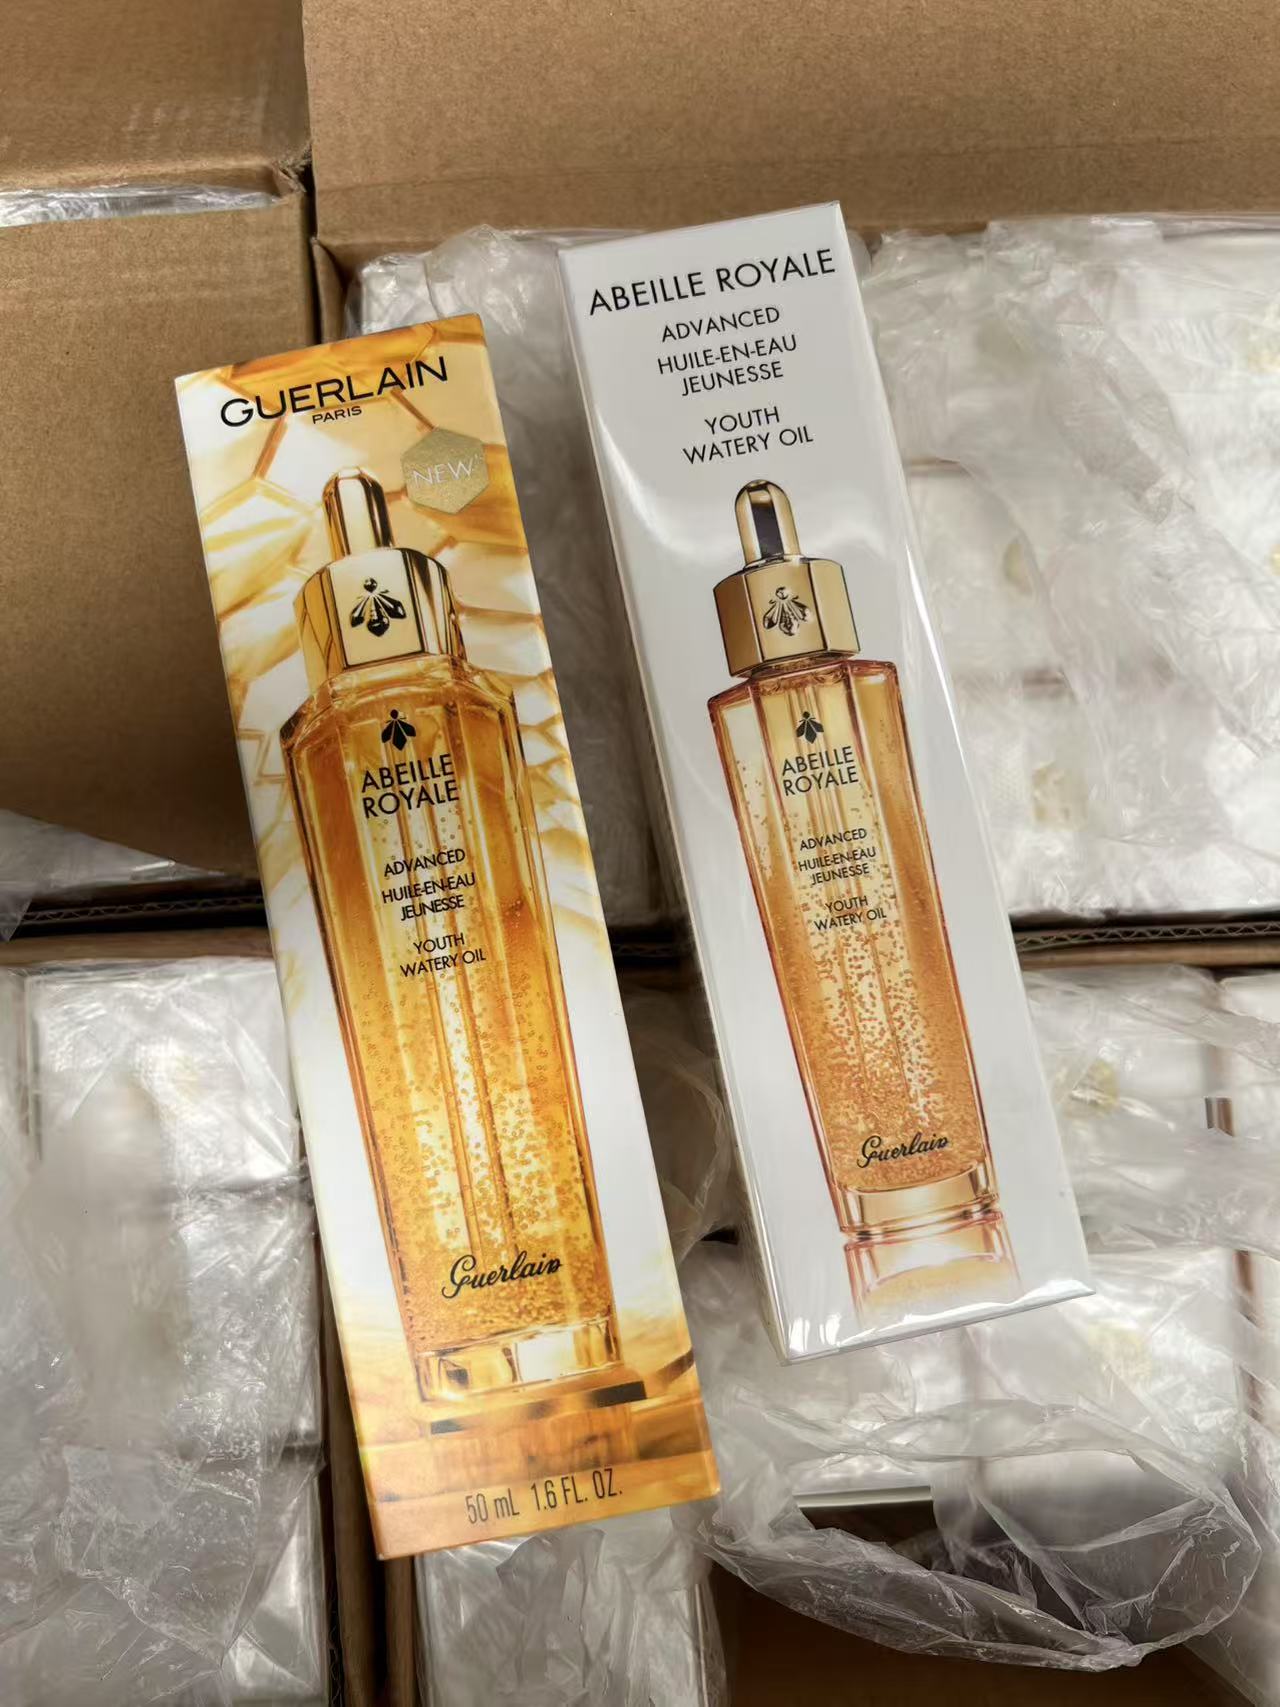 GUERLAIN
PARIS
NEW
ABEILLE
ROYALE
ADVANCED
HUILE-EN-EAU
JEUNESSE
YOUTH
WATERY OIL
Guerlain
50 mL 1.6 FL. OZ.
ABEILLE ROYALE
ADVANCED
HUILE-EN-EAU
JEUNESSE
YOUTH
WATERY OIL
ABEILLE
ROYALE
ADVANCED
HUILE-EN-EAU
JEUNESSE
YOUTH
WATERY OIL
Guerlain